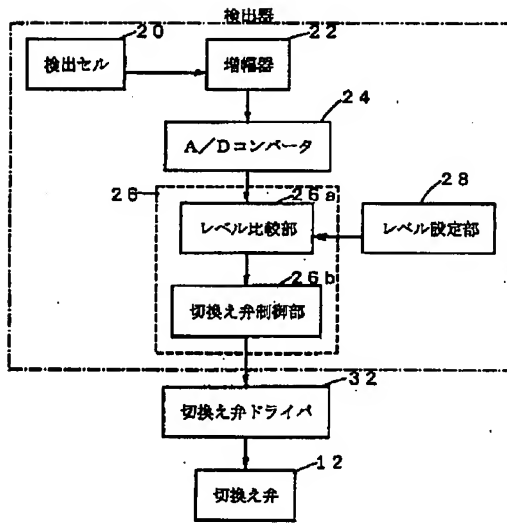 検出器
20
22
検出セル
増幅器
24
A/Dコンバータ
26
26a
28
レベル比較部
レベル設定部
26b
切換え弁制御部
32
切換え弁ドライバ
12
切換え弁